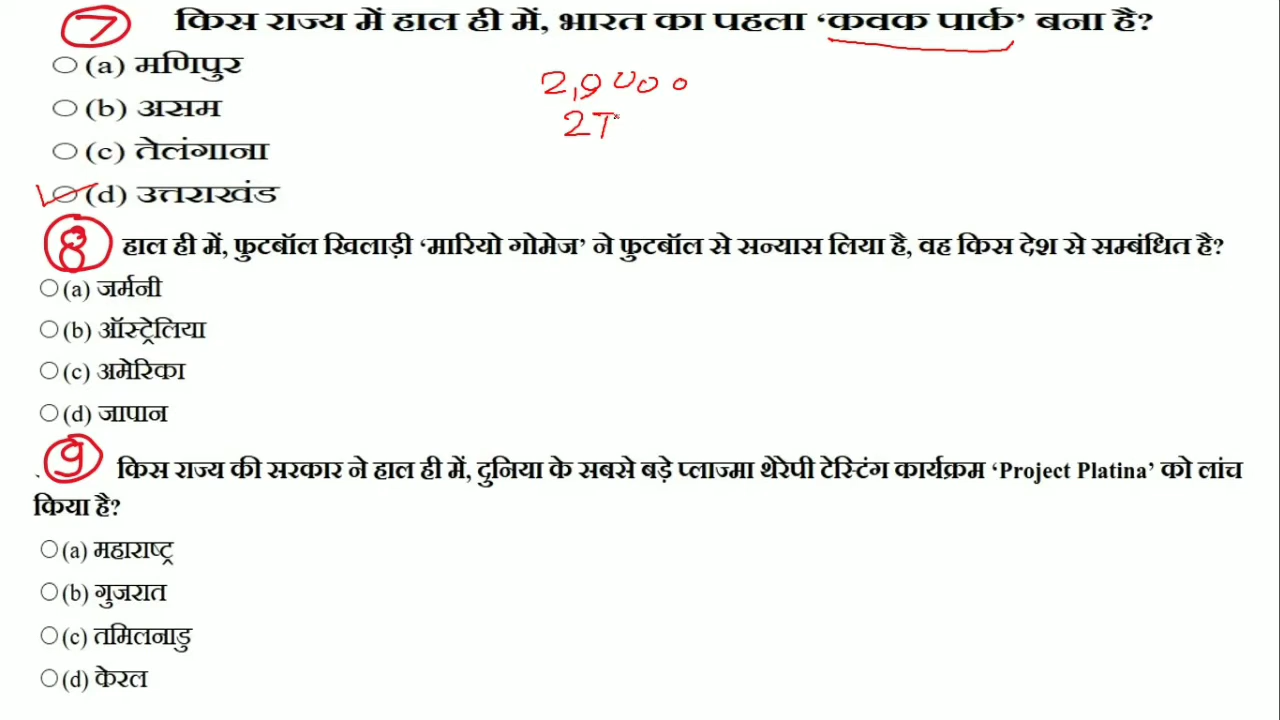 7 किस राज्य में हाल ही में, भारत का पहला ‘कवक पार्क’ बना है?
(a) मणिपुर
2,9000
(b) असम
2T
(c) तेलंगाना
(d) उत्तराखंड
8 हाल ही में, फुटबॉल खिलाड़ी ‘मारियो गोमेज’ ने फुटबॉल से सन्यास लिया है, वह किस देश से सम्बंधित है?
(a) जर्मनी
(b) ऑस्ट्रेलिया
(c) अमेरिका
(d) जापान
9 किस राज्य की सरकार ने हाल ही में, दुनिया के सबसे बड़े प्लाज्मा थेरेपी टेस्टिंग कार्यक्रम ‘Project Platina’ को लांच
किया है?
(a) महाराष्ट्र
(b) गुजरात
(c) तमिलनाडु
(d) केरल